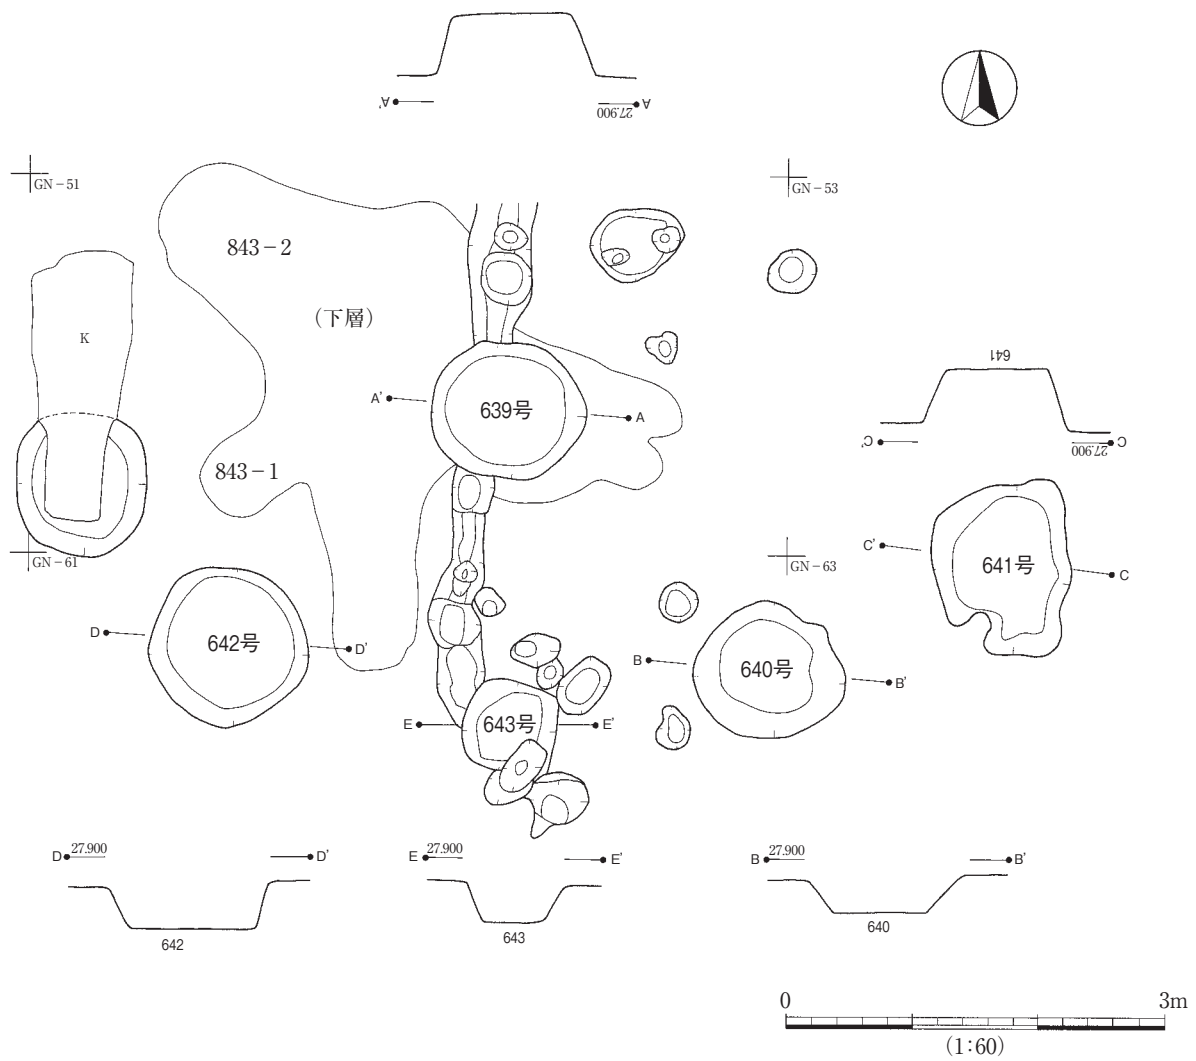 A' A
27.900
GN－51
GN－53
843－2
(下層)
K
641
A' 639号 A
C' C
27.900
843－1
C' 641号 C
GN－61
GN－63
D 642号 D'
B 640号 B'
E 643号 E'
D 27.900 D'
E 27.900 E'
B 27.900 B'
642
643
640
0 3m
(1:60)